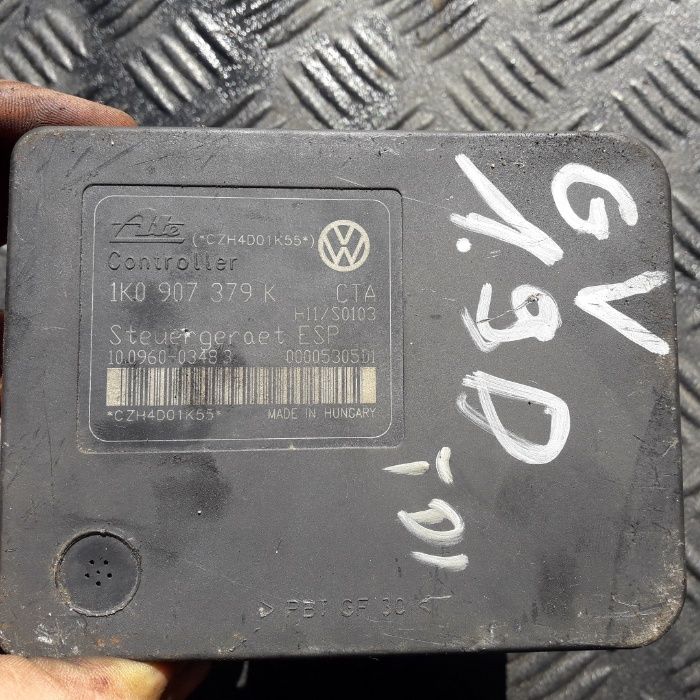 Ate (*CZH4D01K55*)
Controller
1K0 907 379 K CTA
H11/S0103
Steuergeraet ESP
10.0960-0348.3 00005305D1
*CZH4D01K55* MADE IN HUNGARY
> PBT GF 30 <
GV
1.9D
'01